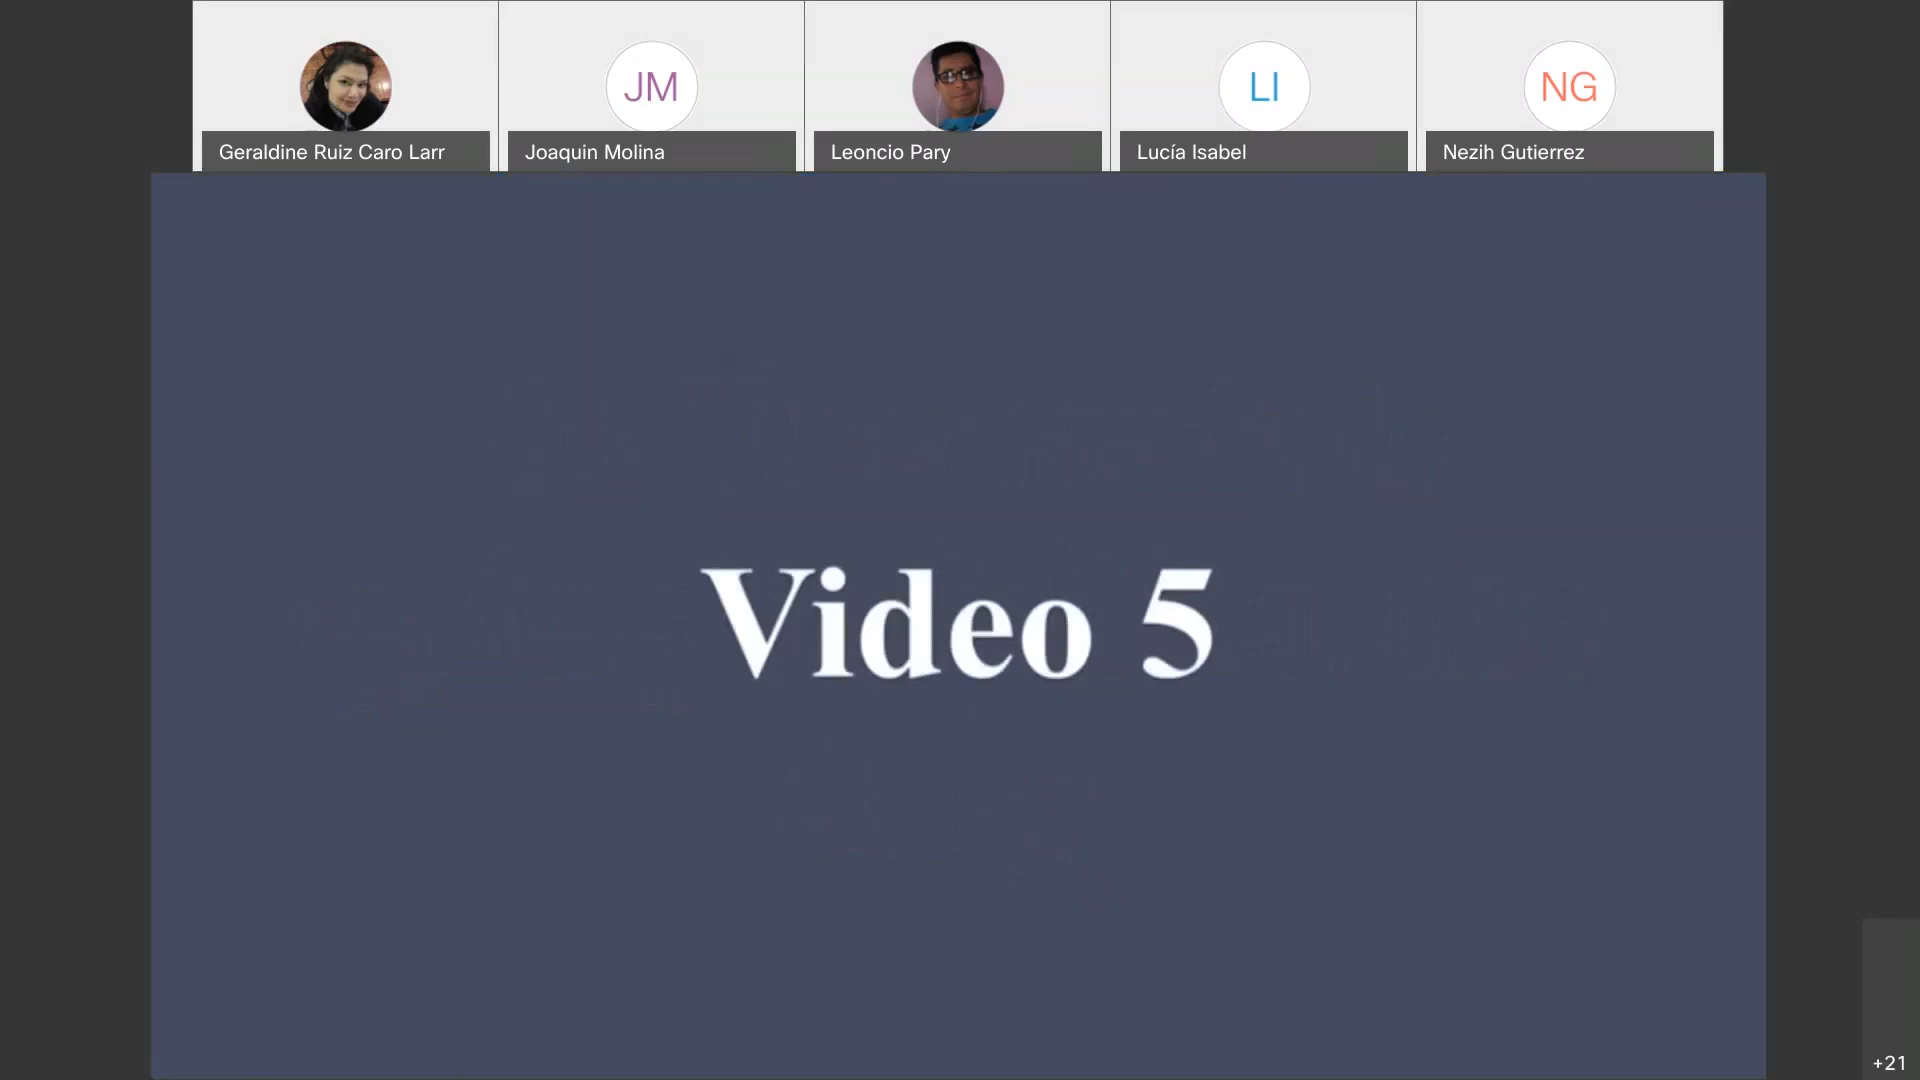 JM
LI
NG
Geraldine Ruiz Caro Larr
Joaquin Molina
Leoncio Pary
Lucía Isabel
Nezih Gutierrez
Video 5
+21